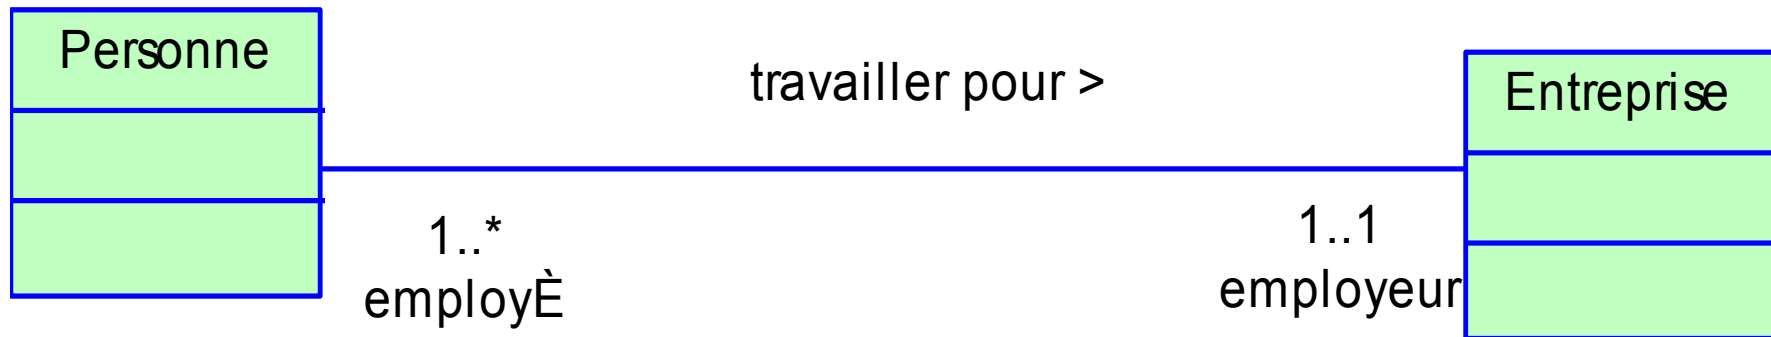 Personne
travailler pour >
Entreprise
1..*
employÈ
1..1
employeur